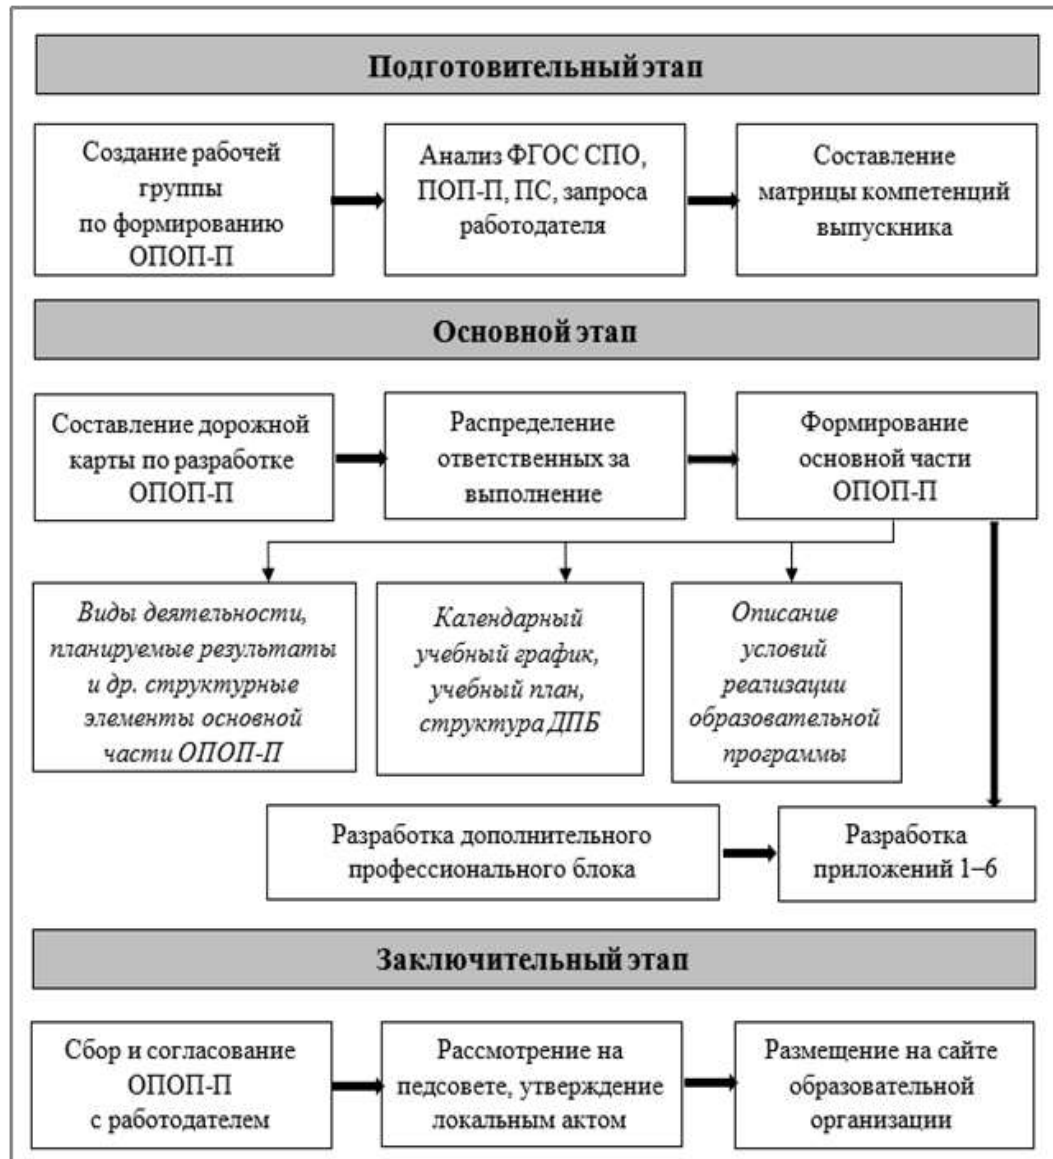 Подготовительный этап
Создание рабочей
группы
по формированию
ОПОП-П
Анализ ФГОС СПО,
ПОП-П, ПС, запроса
работодателя
Составление
матрицы компетенций
выпускника
Основной этап
Составление дорожной
карты по разработке
ОПОП-П
Распределение
ответственных за
выполнение
Формирование
основной части
ОПОП-П
Виды деятельности,
планируемые результаты
и др. структурные
элементы основной
части ОПОП-П
Календарный
учебный график,
учебный план,
структура ДПБ
Описание
условий
реализации
образовательной
программы
Разработка дополнительного
профессионального блока
Разработка
приложений 1–6
Заключительный этап
Сбор и согласование
ОПОП-П
с работодателем
Рассмотрение на
педсовете, утверждение
локальным актом
Размещение на сайте
образовательной
организации